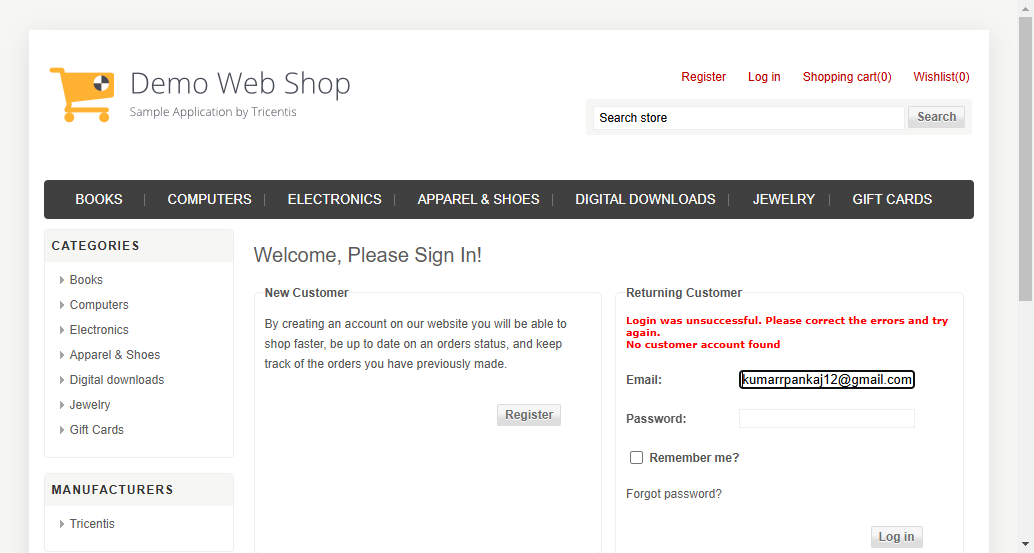 Demo Web Shop
Sample Application by Tricentis
Register Log in Shopping cart(0) Wishlist(0)
Search store Search
BOOKS COMPUTERS ELECTRONICS APPAREL & SHOES DIGITAL DOWNLOADS JEWELRY GIFT CARDS
CATEGORIES
Books
Computers
Electronics
Apparel & Shoes
Digital downloads
Jewelry
Gift Cards
MANUFACTURERS
Tricentis
Welcome, Please Sign In!
New Customer
By creating an account on our website you will be able to
shop faster, be up to date on an orders status, and keep
track of the orders you have previously made.
Register
Returning Customer
Login was unsuccessful. Please correct the errors and try
again.
No customer account found
Email: kumarrpankaj12@gmail.com
Password:
Remember me?
Forgot password?
Log in